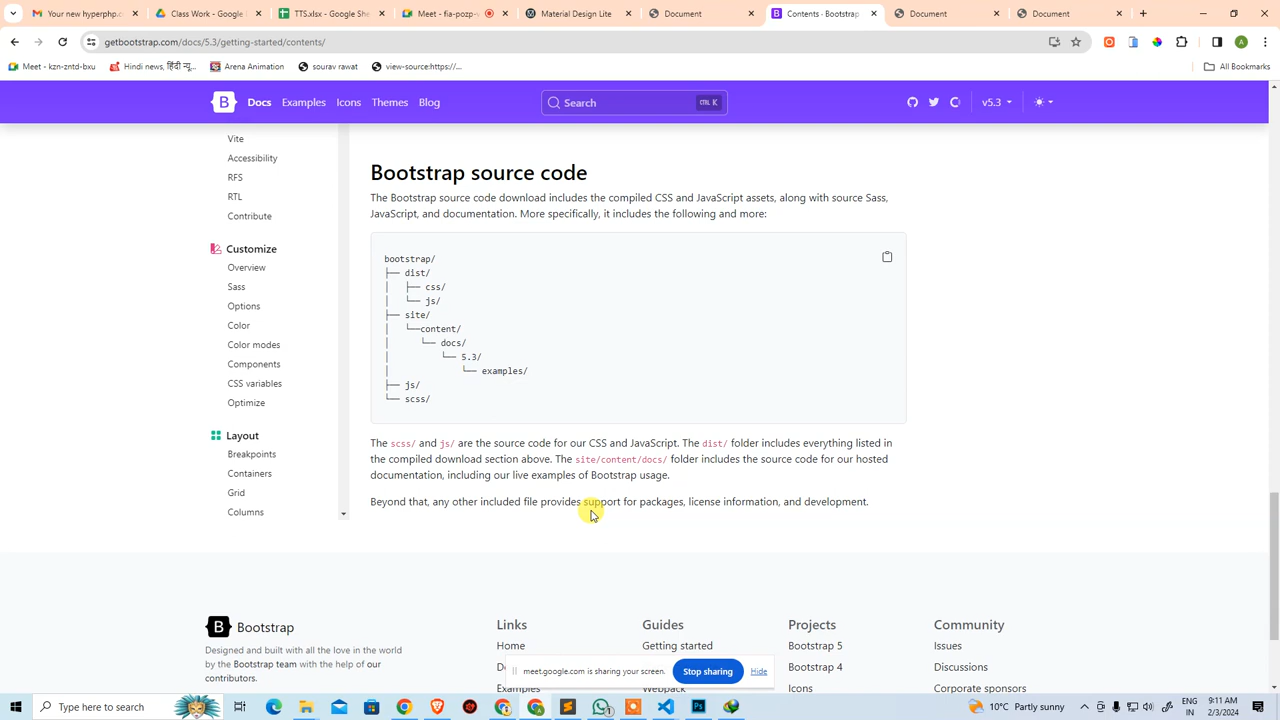 Your new hyperphp.c
Class Work - Google
TTS.xlsx - Google She
Meet - fia-pozp-v
Material Design Lite
Document
Contents · Bootstrap
Document
Document
getbootstrap.com/docs/5.3/getting-started/contents/
A
Meet - kzn-zntd-bxu
Hindi news, हिंदी न्यू...
Arena Animation
sourav rawat
view-source:https://...
All Bookmarks
B
Docs
Examples
Icons
Themes
Blog
Search
CTRL K
v5.3
Vite
Accessibility
RFS
RTL
Contribute
Customize
Overview
Sass
Options
Color
Color modes
Components
CSS variables
Optimize
Layout
Breakpoints
Containers
Grid
Columns
Bootstrap source code
The Bootstrap source code download includes the compiled CSS and JavaScript assets, along with source Sass,
JavaScript, and documentation. More specifically, it includes the following and more:
bootstrap/
├── dist/
│   ├── css/
│   └── js/
├── site/
│   └──content/
│      └── docs/
│          └── 5.3/
│              └── examples/
├── js/
└── scss/
The scss/ and js/ are the source code for our CSS and JavaScript. The dist/ folder includes everything listed in
the compiled download section above. The site/content/docs/ folder includes the source code for our hosted
documentation, including our live examples of Bootstrap usage.
Beyond that, any other included file provides support for packages, license information, and development.
B Bootstrap
Designed and built with all the love in the world
by the Bootstrap team with the help of our
contributors.
Links
Home
D
Examples
Guides
Getting started
Webpack
Projects
Bootstrap 5
Bootstrap 4
Icons
Community
Issues
Discussions
Corporate sponsors
meet.google.com is sharing your screen.
Stop sharing
Hide
Type here to search
10°C Partly sunny
ENG
IN
9:11 AM
2/3/2024